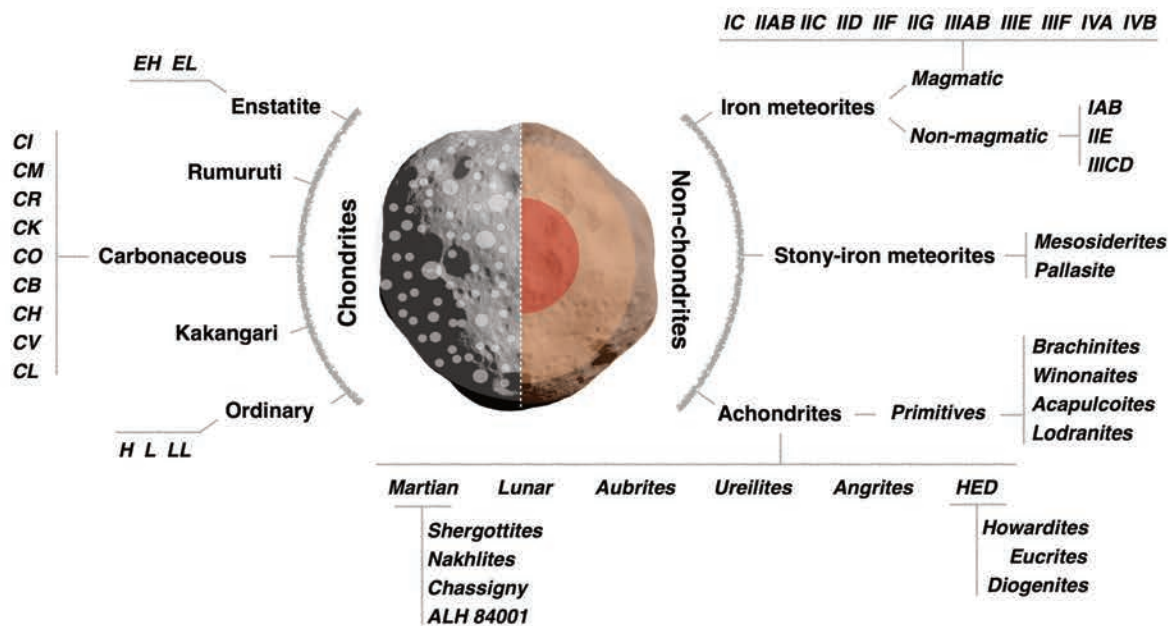 IC IIAB IIC IID IIF IIG IIIAB IIIE IIIF IVA IVB
EH EL
Magmatic
Enstatite
Iron meteorites
IAB
Non-magmatic
IIE
IIICD
CI
CM
CR
CK
CO
CB
CH
CV
CL
Rumuruti
Carbonaceous
Kakangari
Ordinary
H L LL
Chondrites
Non-chondrites
Stony-iron meteorites
Mesosiderites
Pallasite
Achondrites
Primitives
Brachinites
Winonaites
Acapulcoites
Lodranites
Martian Lunar Aubrites Ureilites Angrites HED
Shergottites
Nakhlites
Chassigny
ALH 84001
Howardites
Eucrites
Diogenites